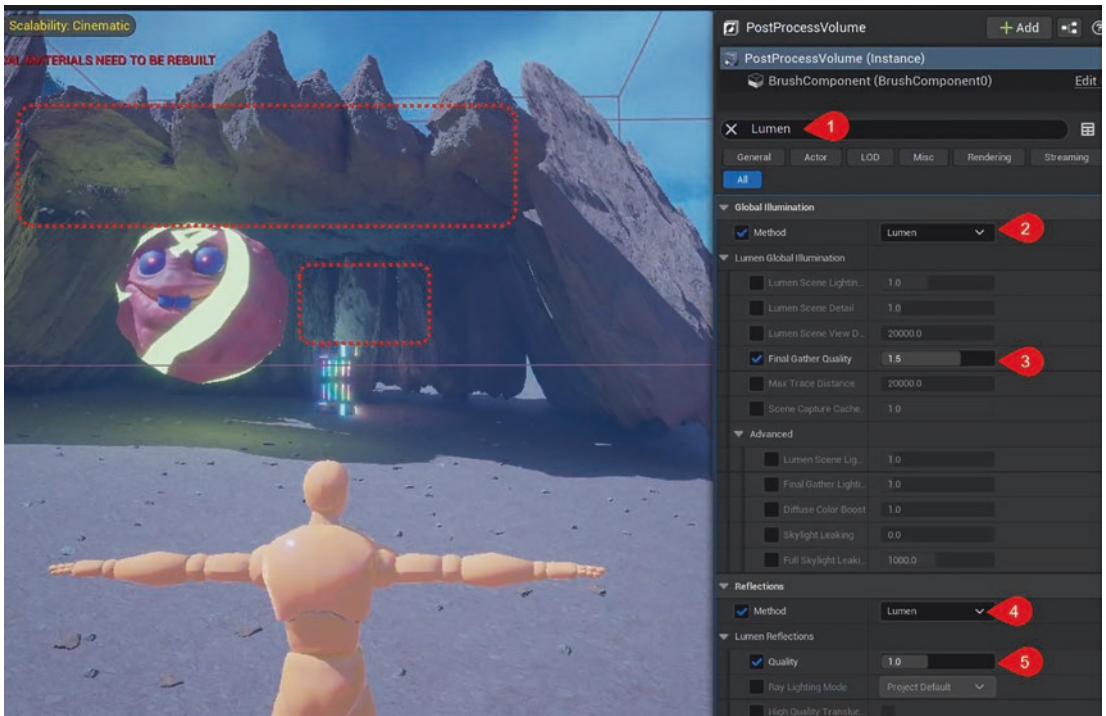 Scalability: Cinematic
AL MATERIALS NEED TO BE REBUILT
PostProcessVolume
+ Add
PostProcessVolume (Instance)
BrushComponent (BrushComponent0)
Edit
Lumen
1
General Actor LOD Misc Rendering Streaming
All
Global Illumination
Method Lumen 2
Lumen Global Illumination
Lumen Scene Lightin.. 1.0
Lumen Scene Detail 1.0
Lumen Scene View D.. 20000.0
Final Gather Quality 1.5 3
Max Trace Distance 20000.0
Scene Capture Cache.. 1.0
Advanced
Lumen Scene Lig.. 1.0
Final Gather Lighti.. 1.0
Diffuse Color Boost 1.0
Skylight Leaking 0.0
Full Skylight Leaki.. 1000.0
Reflections
Method Lumen 4
Lumen Reflections
Quality 1.0 5
Ray Lighting Mode Project Default
High Quality Transluc..